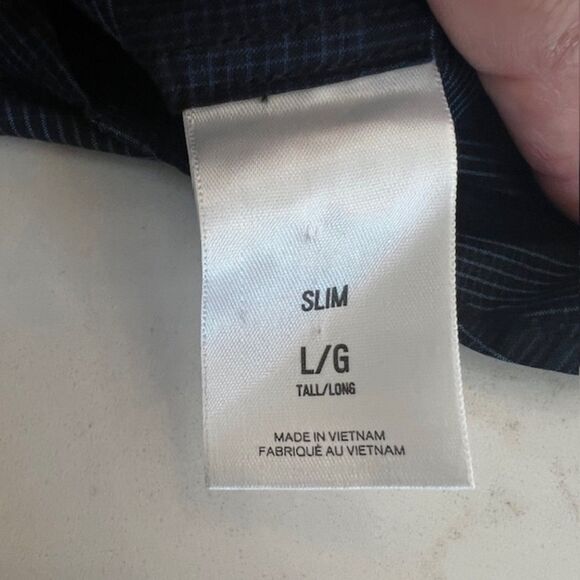 SLIM
L/G
TALL/LONG
MADE IN VIETNAM
FABRIQUÉ AU VIETNAM